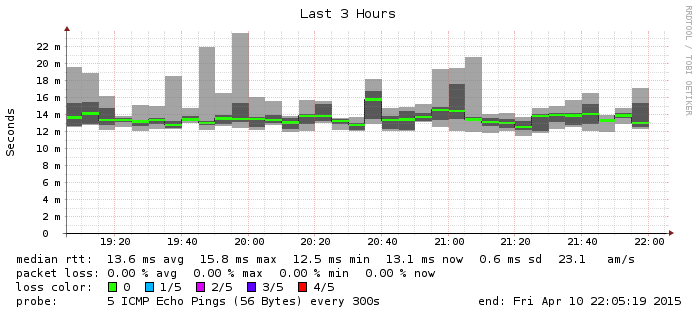 Last 3 Hours
RRDTOOL / TOBI OETIKER
Seconds
22 m
20 m
18 m
16 m
14 m
12 m
10 m
8 m
6 m
4 m
2 m
0
19:20 19:40 20:00 20:20 20:40 21:00 21:20 21:40 22:00
median rtt: 13.6 ms avg 15.8 ms max 12.5 ms min 13.1 ms now 0.6 ms sd 23.1 am/s
packet loss: 0.00 % avg 0.00 % max 0.00 % min 0.00 % now
loss color: 0 1/5 2/5 3/5 4/5
probe: 5 ICMP Echo Pings (56 Bytes) every 300s end: Fri Apr 10 22:05:19 2015